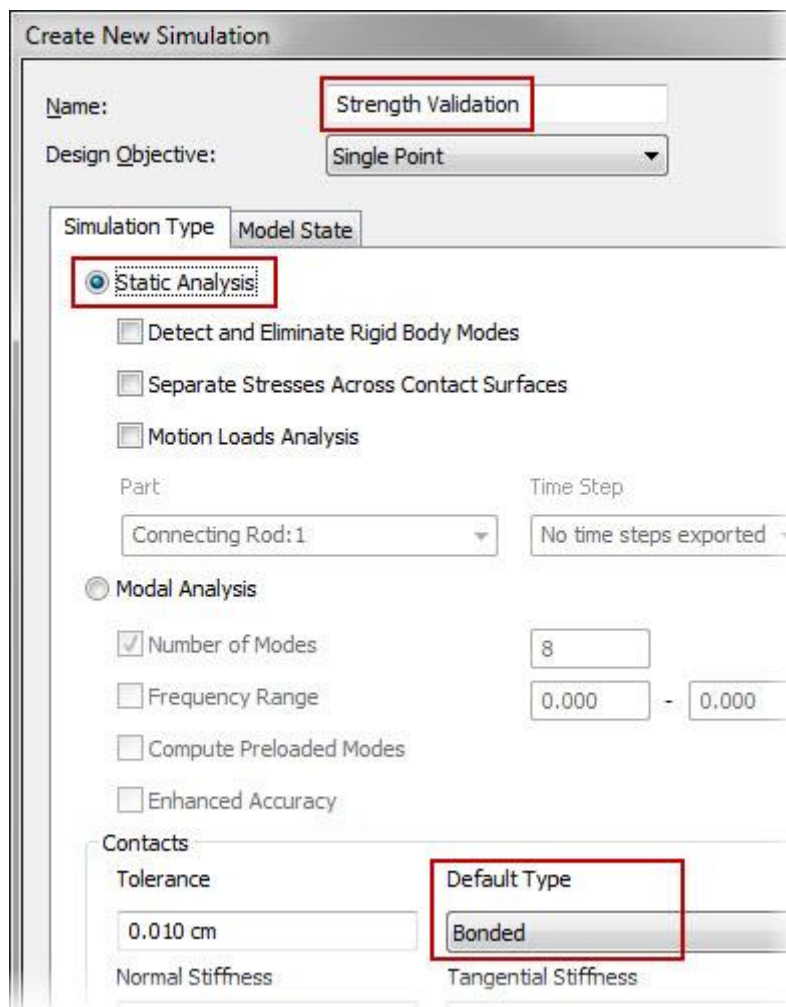 Create New Simulation
Name: Strength Validation
Design Objective: Single Point
Simulation Type Model State
Static Analysis
Detect and Eliminate Rigid Body Modes
Separate Stresses Across Contact Surfaces
Motion Loads Analysis
Part Time Step
Connecting Rod:1 No time steps exported
Modal Analysis
Number of Modes 8
Frequency Range 0.000 - 0.000
Compute Preloaded Modes
Enhanced Accuracy
Contacts
Tolerance Default Type
0.010 cm Bonded
Normal Stiffness Tangential Stiffness